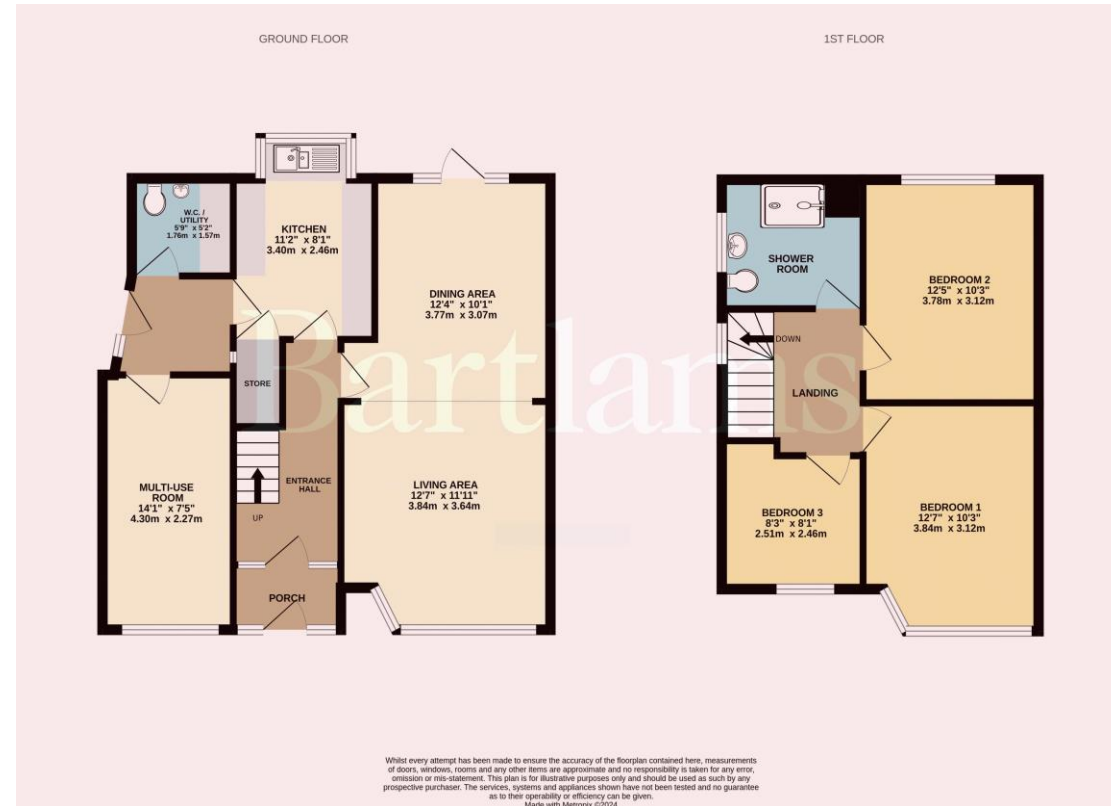 GROUND FLOOR
1ST FLOOR
W.C. /
UTILITY
5'9" x 5'2"
1.76m x 1.57m
KITCHEN
11'2" x 8'1"
3.40m x 2.46m
DINING AREA
12'4" x 10'1"
3.77m x 3.07m
STORE
MULTI-USE
ROOM
14'1" x 7'5"
4.30m x 2.27m
ENTRANCE
HALL
UP
LIVING AREA
12'7" x 11'11"
3.84m x 3.64m
PORCH
SHOWER
ROOM
BEDROOM 2
12'5" x 10'3"
3.78m x 3.12m
DOWN
LANDING
BEDROOM 3
8'3" x 8'1"
2.51m x 2.46m
BEDROOM 1
12'7" x 10'3"
3.84m x 3.12m
Bartlams
Whilst every attempt has been made to ensure the accuracy of the floorplan contained here, measurements
of doors, windows, rooms and any other items are approximate and no responsibility is taken for any error,
omission or mis-statement. This plan is for illustrative purposes only and should be used as such by any
prospective purchaser. The services, systems and appliances shown have not been tested and no guarantee
as to their operability or efficiency can be given.
Made with Metropix ©2024